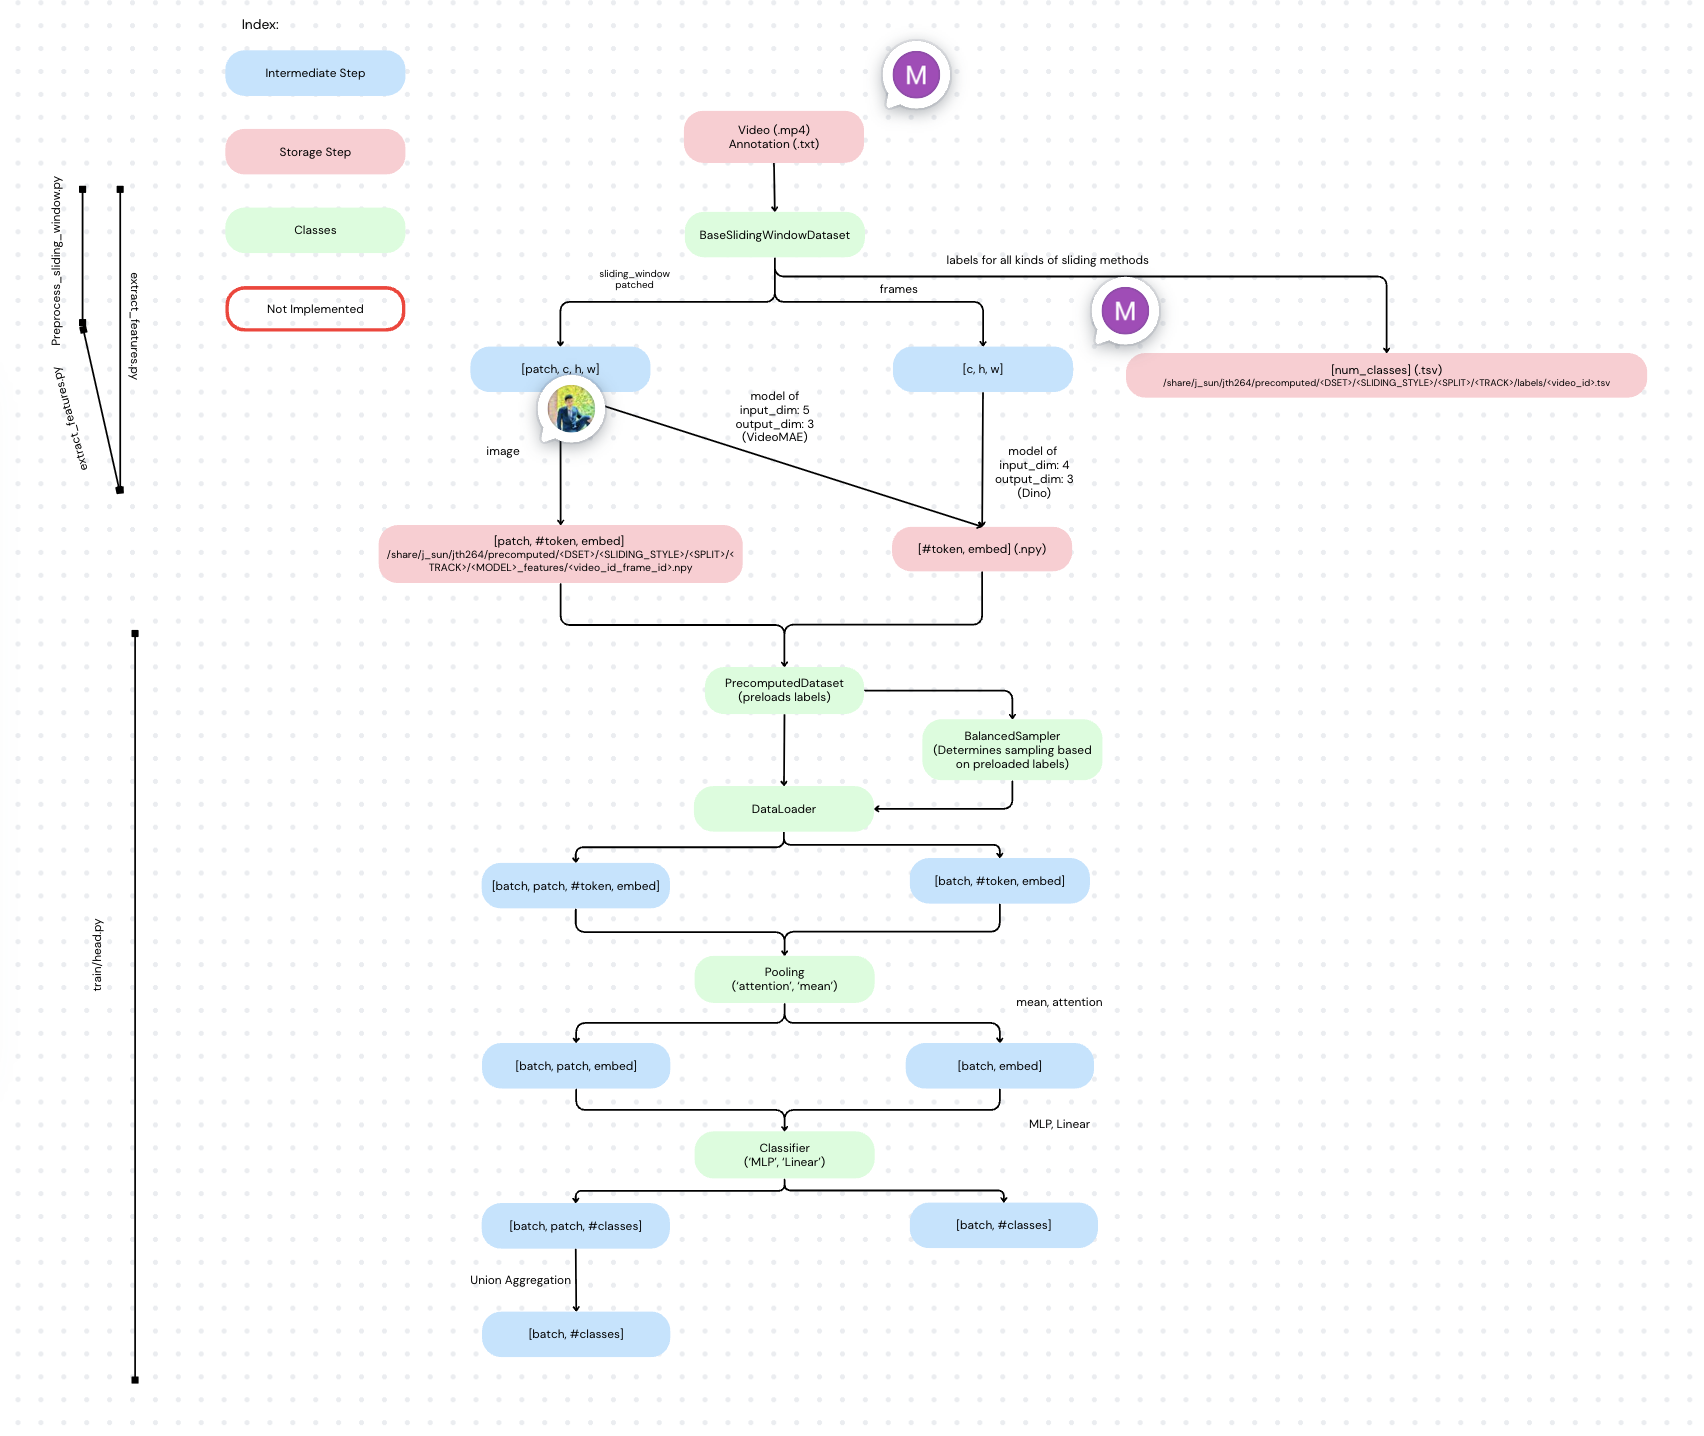 Index:
Intermediate Step
Storage Step
Classes
Not Implemented
Preprocess_sliding_window.py
extract_features.py
extract_features.py
train/head.py
M
Video (.mp4)
Annotation (.txt)
BaseSlidingWindowDataset
labels for all kinds of sliding methods
sliding_window
patched
frames
M
[patch, c, h, w]
[c, h, w]
[num_classes] (.tsv)
/share/j_sun/jth264/precomputed/<DSET>/<SLIDING_STYLE>/<SPLIT>/<TRACK>/labels/<video_id>.tsv
model of
input_dim: 5
output_dim: 3
(VideoMAE)
image
model of
input_dim: 4
output_dim: 3
(Dino)
[patch, #token, embed]
/share/j_sun/jth264/precomputed/<DSET>/<SLIDING_STYLE>/<SPLIT>/<
TRACK>/<MODEL>_features/<video_id_frame_id>.npy
[#token, embed] (.npy)
PrecomputedDataset
(preloads labels)
BalancedSampler
(Determines sampling based
on preloaded labels)
DataLoader
[batch, patch, #token, embed]
[batch, #token, embed]
Pooling
(‘attention’, ‘mean’)
mean, attention
[batch, patch, embed]
[batch, embed]
MLP, Linear
Classifier
(‘MLP’, ‘Linear’)
[batch, patch, #classes]
[batch, #classes]
Union Aggregation
[batch, #classes]